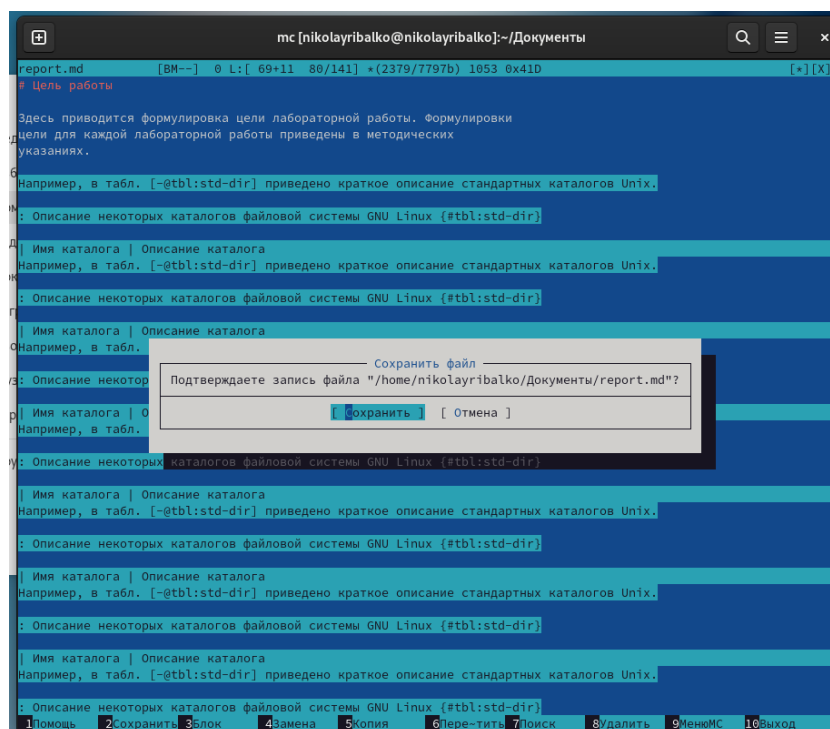 mc [nikolayribalko@nikolayribalko]:~/Документы
report.md [BM--] 0 L:[ 69+11 80/141] *(2379/7797b) 1053 0x41D [*][X]
# Цель работы
Здесь приводится формулировка цели лабораторной работы. Формулировки
цели для каждой лабораторной работы приведены в методических
указаниях.
Например, в табл. [-@tbl:std-dir] приведено краткое описание стандартных каталогов Unix.
: Описание некоторых каталогов файловой системы GNU Linux {#tbl:std-dir}
| Имя каталога | Описание каталога
Например, в табл. [-@tbl:std-dir] приведено краткое описание стандартных каталогов Unix.
: Описание некоторых каталогов файловой системы GNU Linux {#tbl:std-dir}
| Имя каталога | Описание каталога
Например, в табл.
Сохранить файл
: Описание некотор
Подтверждаете запись файла "/home/nikolayribalko/Документы/report.md"?
| Имя каталога | О
[ Сохранить ] [ Отмена ]
Например, в табл.
: Описание некоторых каталогов файловой системы GNU Linux {#tbl:std-dir}
| Имя каталога | Описание каталога
Например, в табл. [-@tbl:std-dir] приведено краткое описание стандартных каталогов Unix.
: Описание некоторых каталогов файловой системы GNU Linux {#tbl:std-dir}
| Имя каталога | Описание каталога
Например, в табл. [-@tbl:std-dir] приведено краткое описание стандартных каталогов Unix.
: Описание некоторых каталогов файловой системы GNU Linux {#tbl:std-dir}
| Имя каталога | Описание каталога
Например, в табл. [-@tbl:std-dir] приведено краткое описание стандартных каталогов Unix.
: Описание некоторых каталогов файловой системы GNU Linux {#tbl:std-dir}
1Помощь 2Сохранить 3Блок 4Замена 5Копия 6Пере~тить 7Поиск 8Удалить 9МенюMC 10Выход